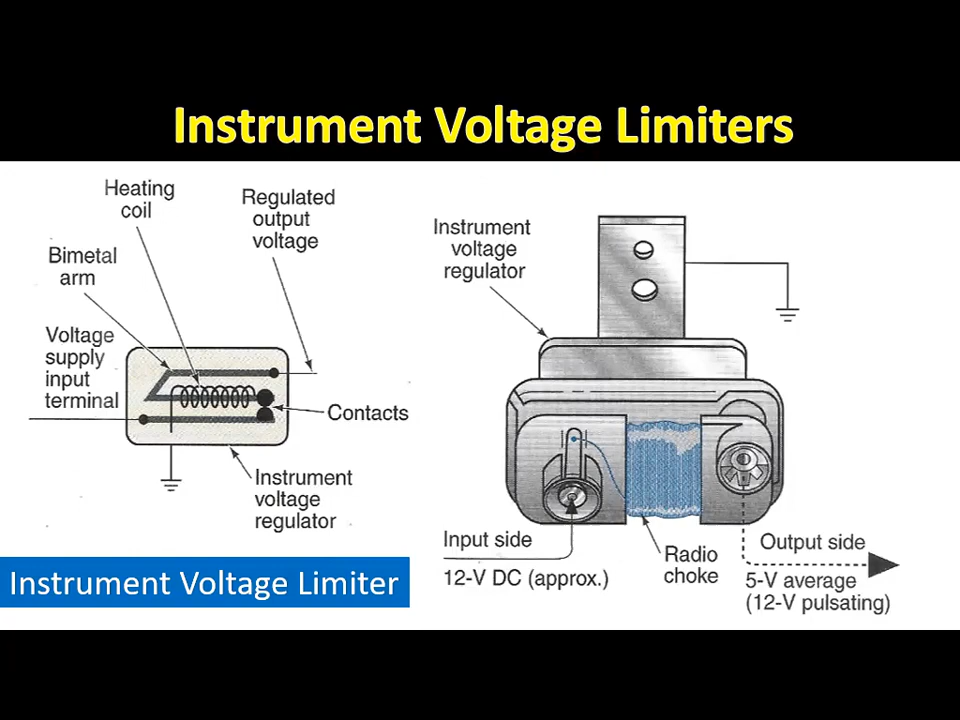 Instrument Voltage Limiters
Heating
coil
Regulated
output
voltage
Bimetal
arm
Voltage
supply
input
terminal
Contacts
Instrument
voltage
regulator
Instrument
voltage
regulator
Input side
12-V DC (approx.)
Radio
choke
Output side
5-V average
(12-V pulsating)
Instrument Voltage Limiter